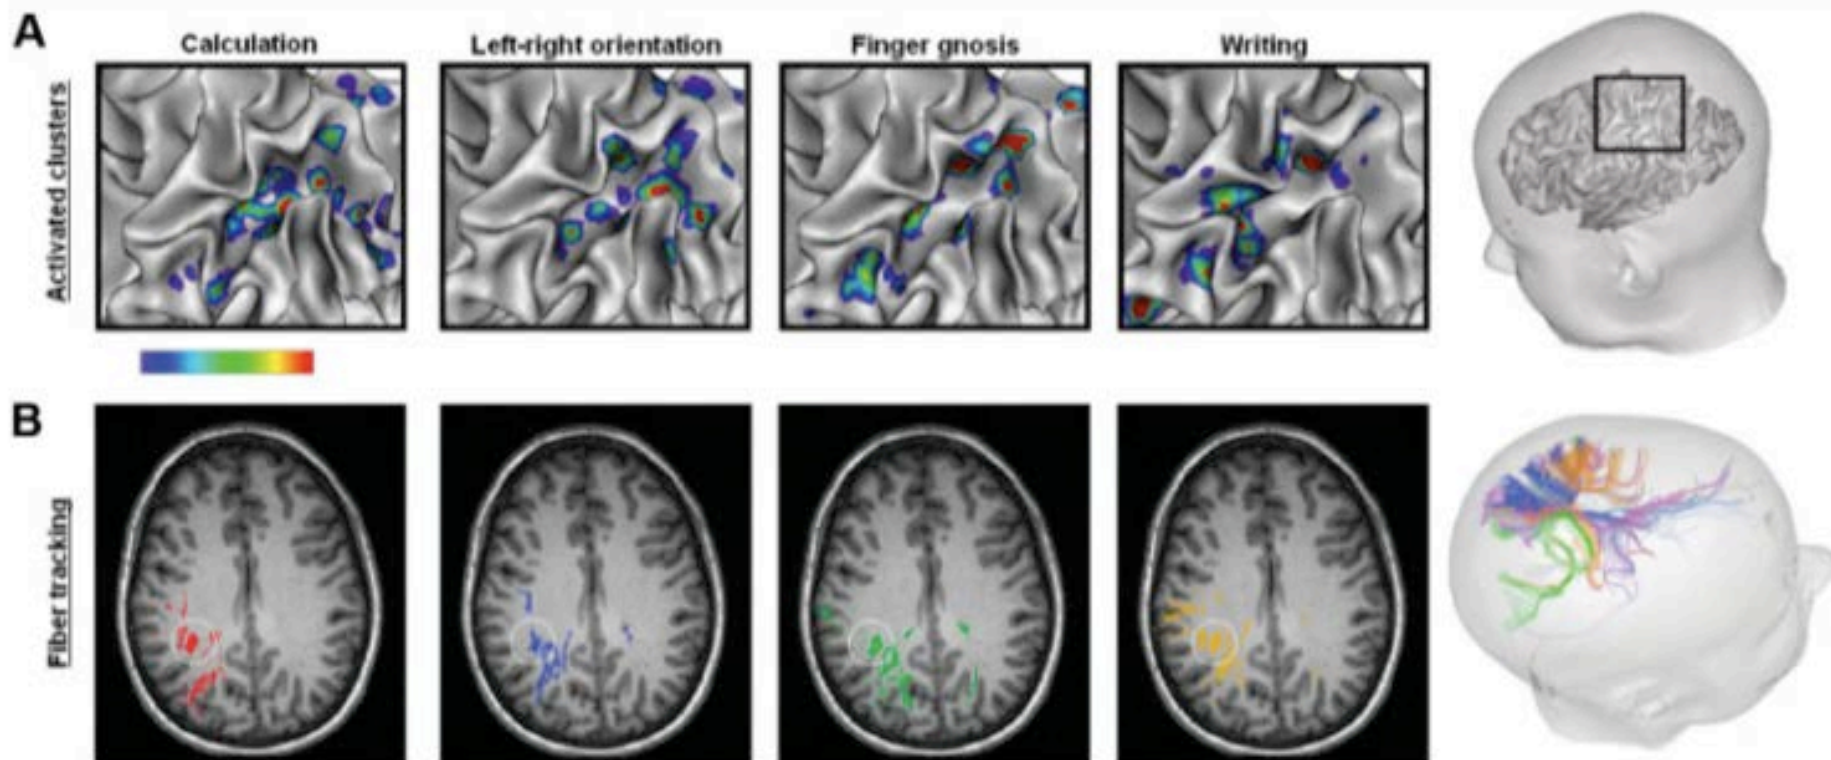 A
Calculation
Left-right orientation
Finger gnosis
Writing
Activated clusters
B
Fiber tracking